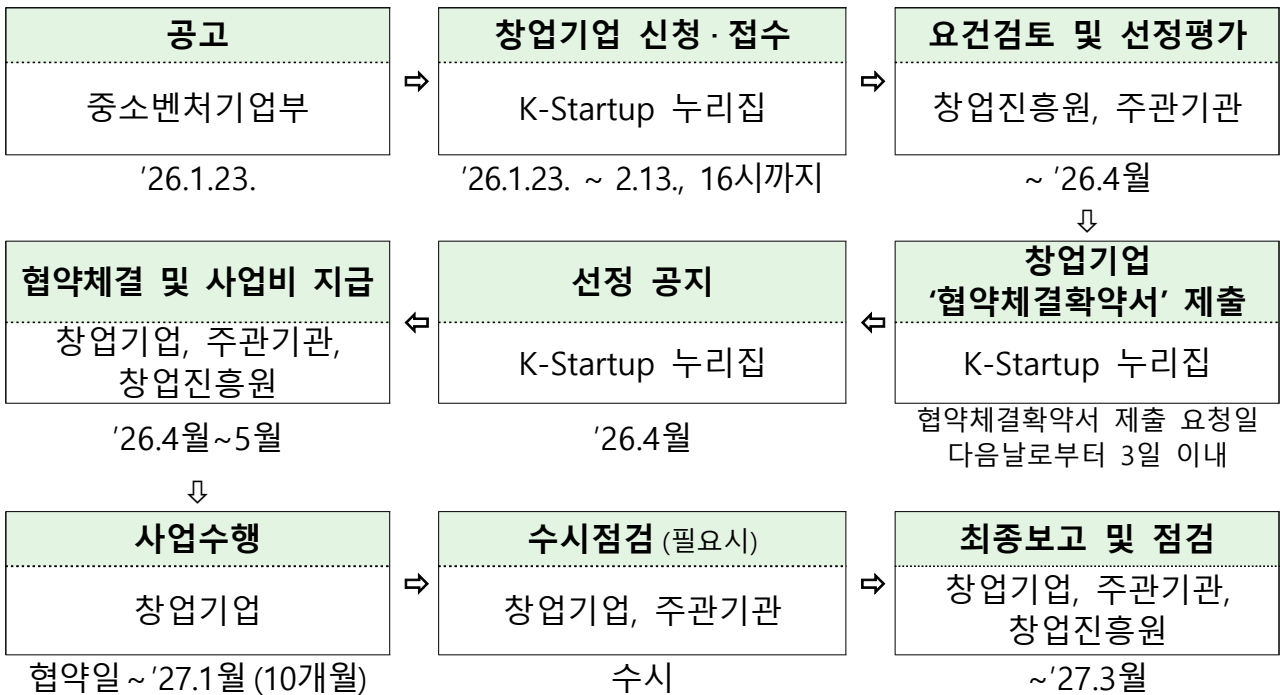 공고
중소벤처기업부
'26.1.23.
⇨
창업기업 신청·접수
K-Startup 누리집
'26.1.23. ~ 2.13., 16시까지
⇨
요건검토 및 선정평가
창업진흥원, 주관기관
~ '26.4월
⇩
창업기업
'협약체결확약서' 제출
K-Startup 누리집
협약체결확약서 제출 요청일
다음날로부터 3일 이내
⇦
선정 공지
K-Startup 누리집
'26.4월
⇦
협약체결 및 사업비 지급
창업기업, 주관기관,
창업진흥원
'26.4월~5월
⇩
사업수행
창업기업
협약일~'27.1월(10개월)
⇨
수시점검(필요시)
창업기업, 주관기관
수시
⇨
최종보고 및 점검
창업기업, 주관기관,
창업진흥원
~'27.3월